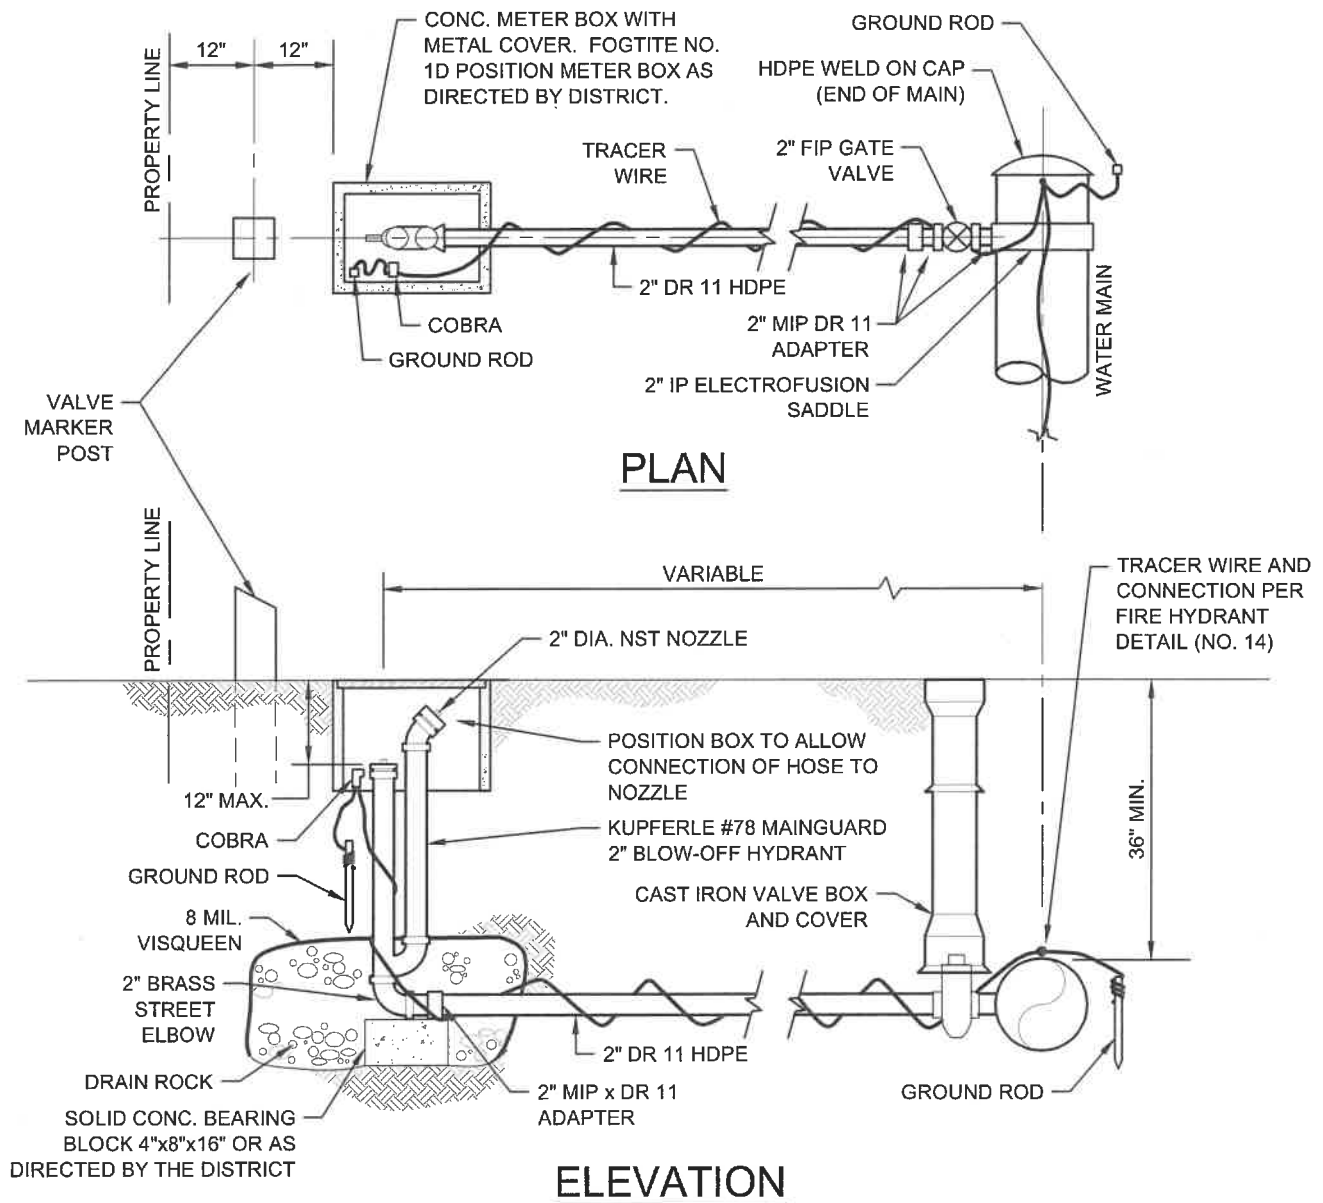 CONC. METER BOX WITH
METAL COVER. FOGTITE NO.
1D POSITION METER BOX AS
DIRECTED BY DISTRICT.
GROUND ROD
HDPE WELD ON CAP
(END OF MAIN)
12"
12"
PROPERTY LINE
TRACER
WIRE
2" FIP GATE
VALVE
2" DR 11 HDPE
COBRA
GROUND ROD
2" MIP DR 11
ADAPTER
2" IP ELECTROFUSION
SADDLE
WATER MAIN
VALVE
MARKER
POST
PLAN
PROPERTY LINE
VARIABLE
TRACER WIRE AND
CONNECTION PER
FIRE HYDRANT
DETAIL (NO. 14)
2" DIA. NST NOZZLE
POSITION BOX TO ALLOW
CONNECTION OF HOSE TO
NOZZLE
12" MAX.
COBRA
KUPFERLE #78 MAINGUARD
2" BLOW-OFF HYDRANT
36" MIN.
GROUND ROD
CAST IRON VALVE BOX
AND COVER
8 MIL.
VISQUEEN
2" BRASS
STREET
ELBOW
2" DR 11 HDPE
DRAIN ROCK
2" MIP x DR 11
ADAPTER
GROUND ROD
SOLID CONC. BEARING
BLOCK 4"x8"x16" OR AS
DIRECTED BY THE DISTRICT
ELEVATION